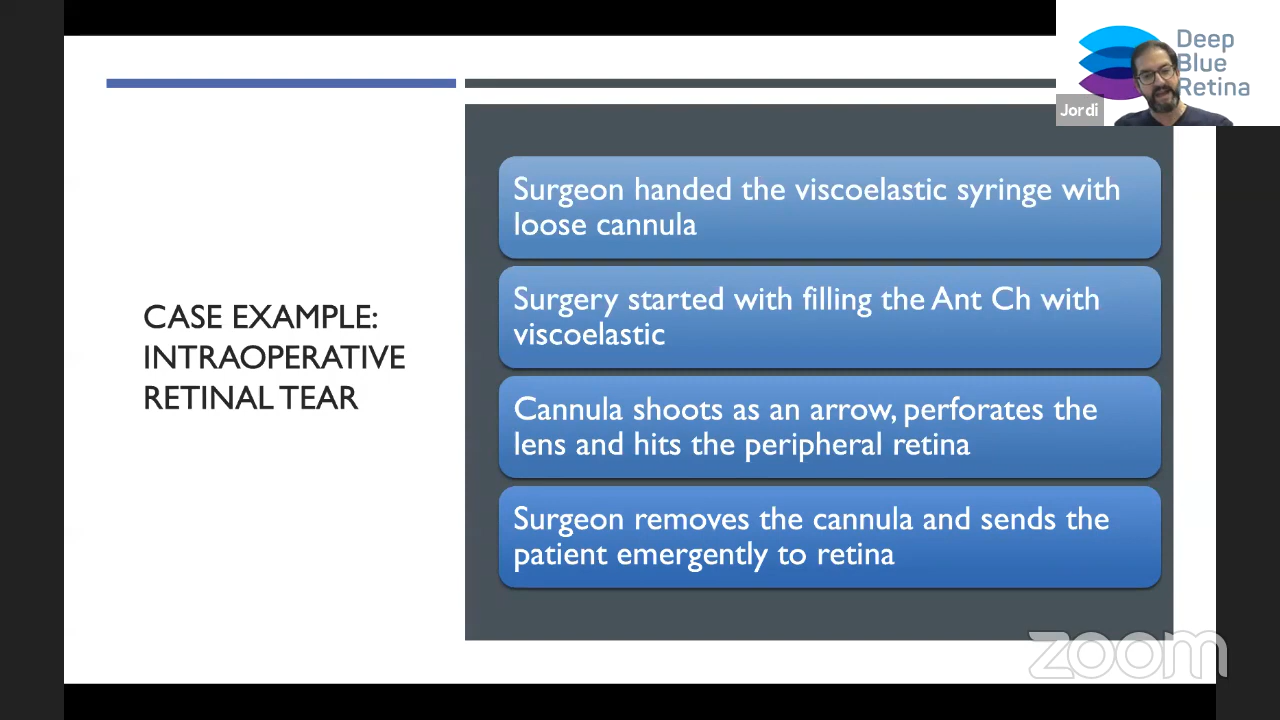 Deep
Blue
Retina
Jordi
CASE EXAMPLE:
INTRAOPERATIVE
RETINAL TEAR
Surgeon handed the viscoelastic syringe with
loose cannula
Surgery started with filling the Ant Ch with
viscoelastic
Cannula shoots as an arrow, perforates the
lens and hits the peripheral retina
Surgeon removes the cannula and sends the
patient emergently to retina
zoom